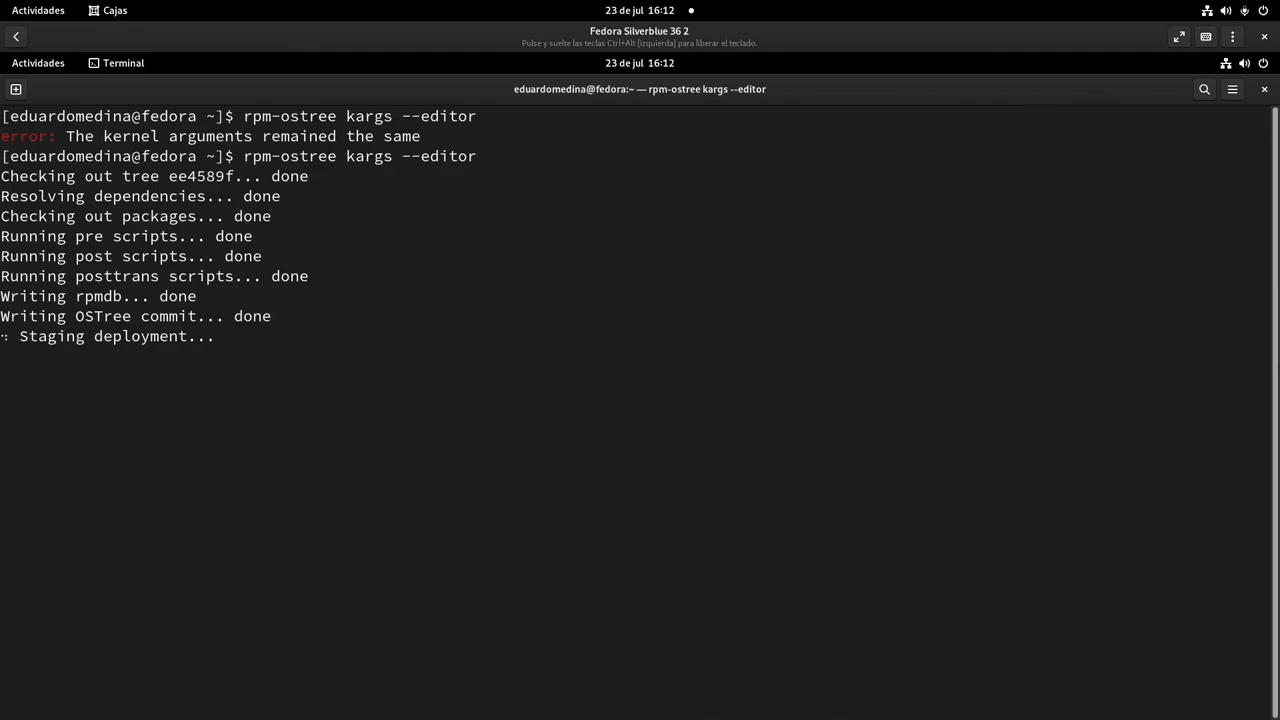 Actividades Cajas 23 de jul 16:12
Fedora Silverblue 36 2
Pulse y suelte las teclas Ctrl+Alt [izquierda] para liberar el teclado.
Actividades Terminal 23 de jul 16:12
eduardomedina@fedora:~ — rpm-ostree kargs --editor
[eduardomedina@fedora ~]$ rpm-ostree kargs --editor
error: The kernel arguments remained the same
[eduardomedina@fedora ~]$ rpm-ostree kargs --editor
Checking out tree ee4589f... done
Resolving dependencies... done
Checking out packages... done
Running pre scripts... done
Running post scripts... done
Running posttrans scripts... done
Writing rpmdb... done
Writing OSTree commit... done
Staging deployment...